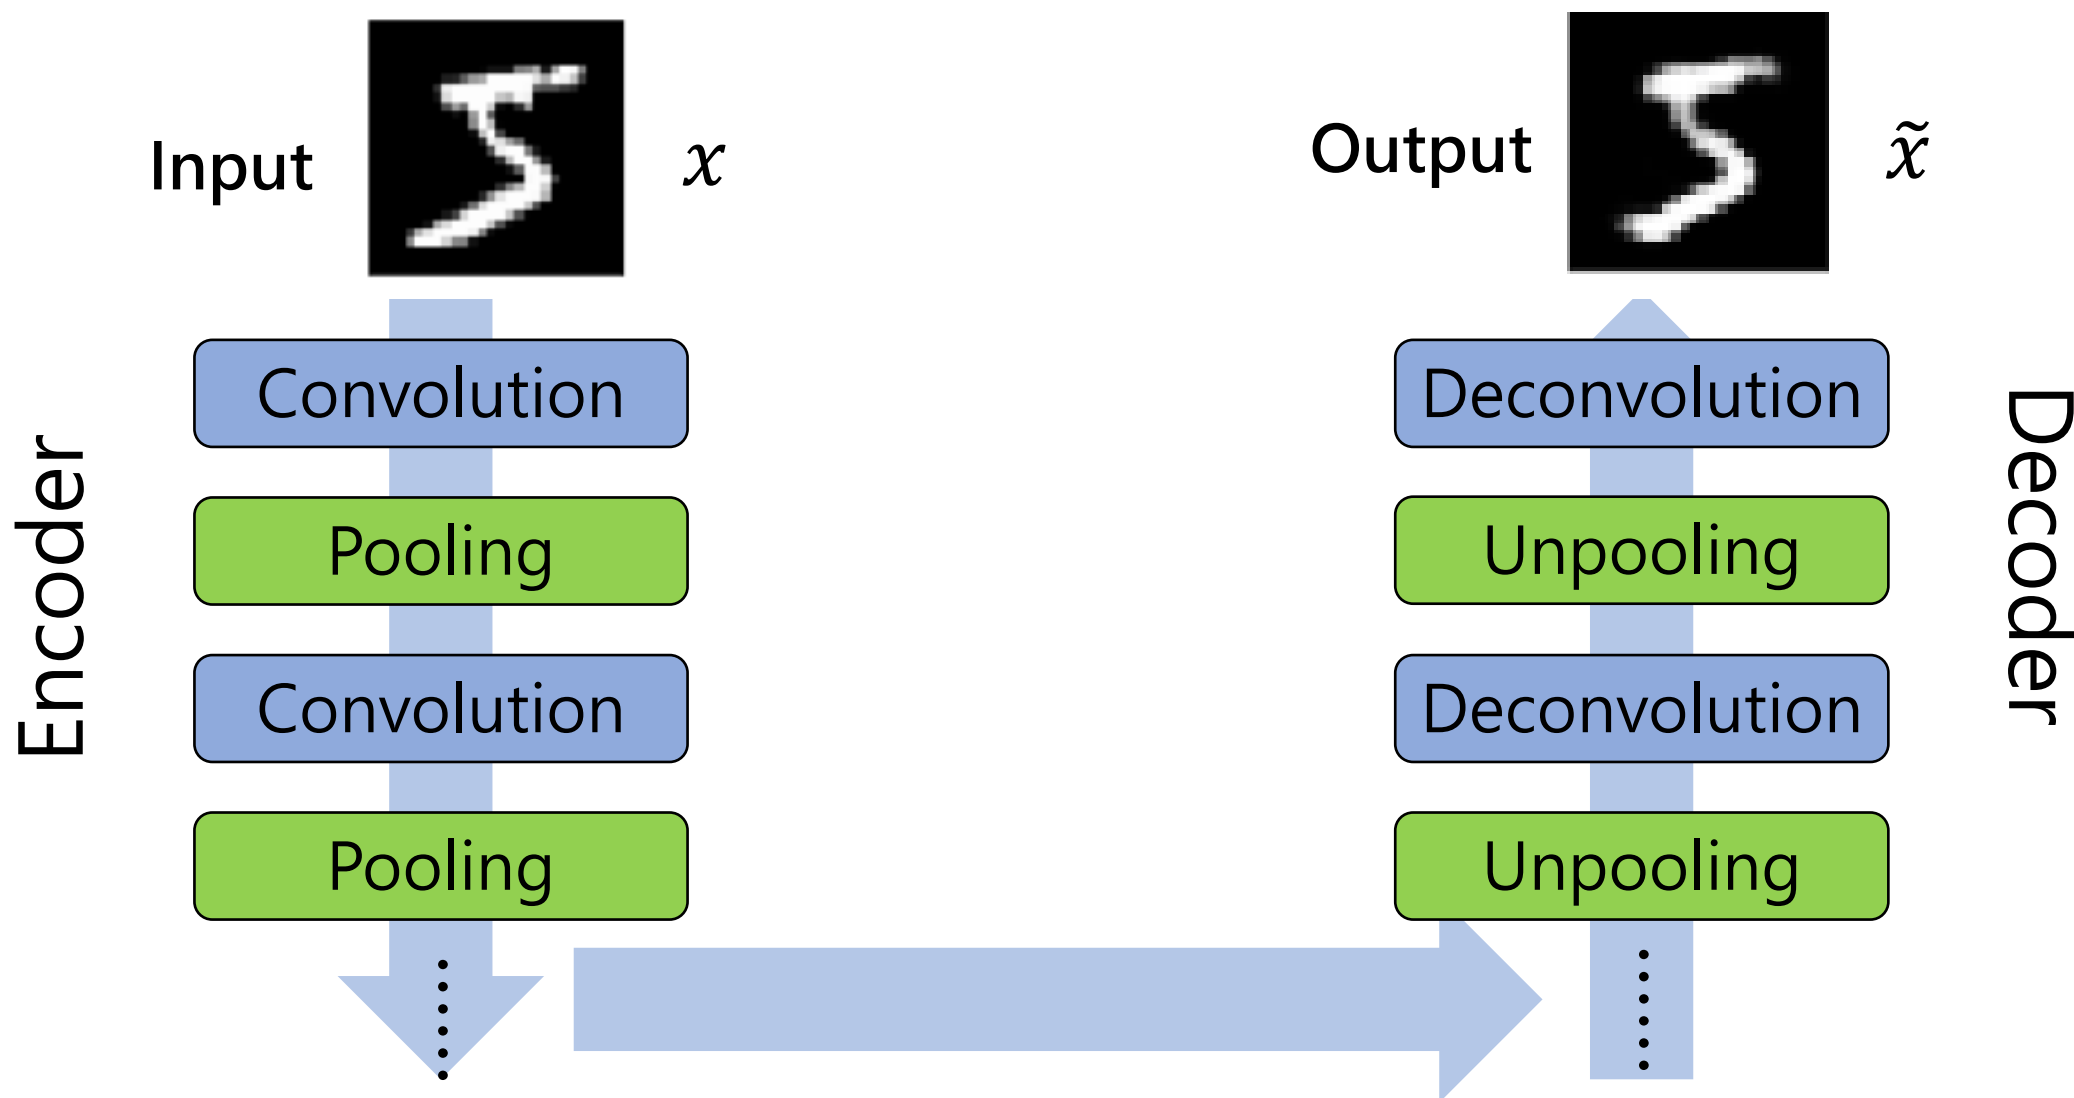 Input
x
Encoder
Convolution
Pooling
Convolution
Pooling
Output
x̃
Decoder
Deconvolution
Unpooling
Deconvolution
Unpooling